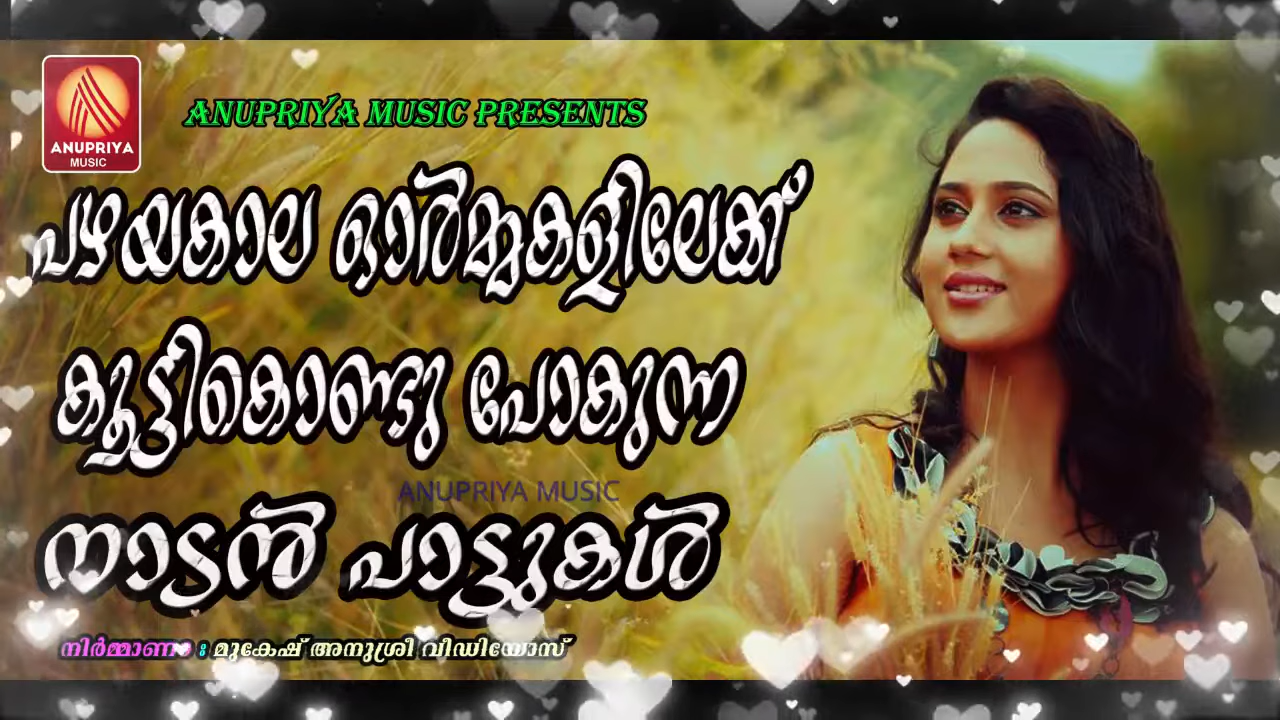 ANUPRIYA MUSIC PRESENTS
ANUPRIYA
MUSIC
പഴയകാല ഓർമ്മകളിലേക്ക്
കൂട്ടികൊണ്ടു പോകുന്ന
ANUPRIYA MUSIC
നാടൻ പാട്ടുകൾ
നിർമ്മാണം : മുകേഷ് അനുശ്രീ വീഡിയോസ്